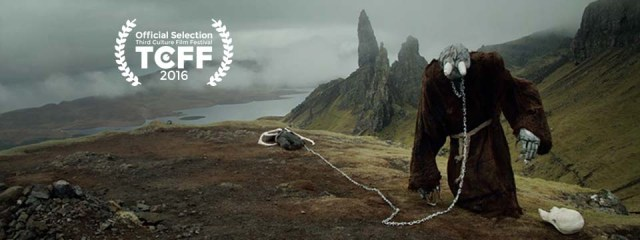 Official Selection
Third Culture Film Festival
TCFF
2016